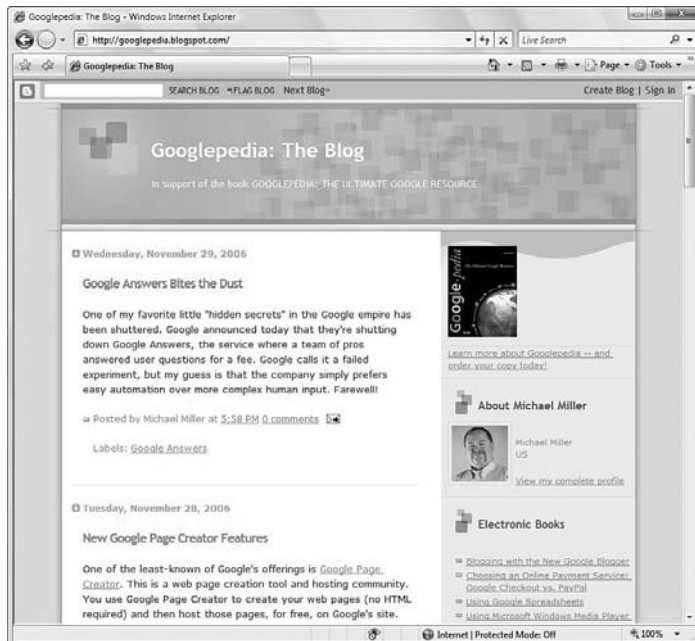 Googlepedia: The Blog - Windows Internet Explorer
http://googlepedia.blogspot.com/
Live Search
Googlepedia: The Blog
Page
Tools
SEARCH BLOG FLAG BLOG Next Blog»
Create Blog | Sign In
Googlepedia: The Blog
In support of the book GOOGLEPEDIA: THE ULTIMATE GOOGLE RESOURCE
Wednesday, November 29, 2006
Google Answers Bites the Dust
One of my favorite little "hidden secrets" in the Google empire has
been shuttered. Google announced today that they're shutting
down Google Answers, the service where a team of pros
answered user questions for a fee. Google calls it a failed
experiment, but my guess is that the company simply prefers
easy automation over more complex human input. Farewell!
Posted by Michael Miller at 5:58 PM 0 comments
Labels: Google Answers
Tuesday, November 28, 2006
New Google Page Creator Features
One of the least-known of Google's offerings is Google Page
Creator. This is a web page creation tool and hosting community.
You use Google Page Creator to create your web pages (no HTML
required) and then host those pages, for free, on Google's site.
Google·pedia
Learn more about Googlepedia -- and
order your copy today!
About Michael Miller
Michael Miller
US
View my complete profile
Electronic Books
Blogging with the New Google Blogger
Choosing an Online Payment Service:
Google Checkout vs. PayPal
Using Google Spreadsheets
Using Microsoft Windows Media Player
Internet | Protected Mode: Off
100%